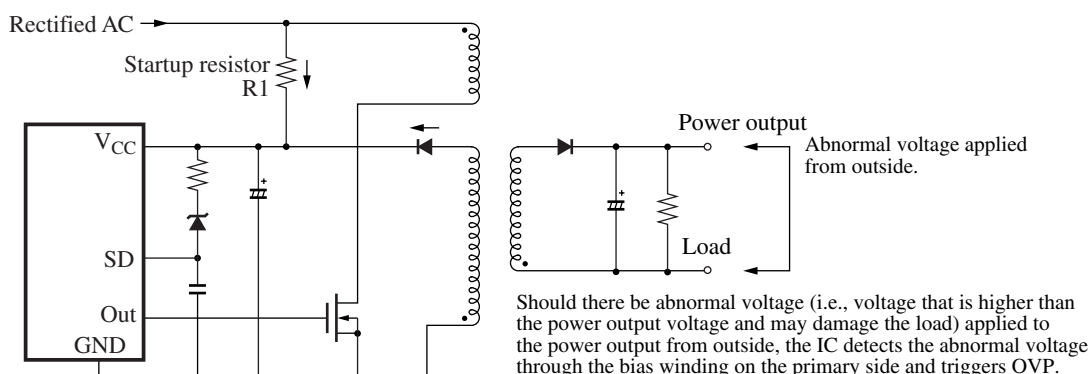 Rectified AC
Startup resistor
R1
VCC
SD
Out
GND
+
+
Power output
Abnormal voltage applied
from outside.
Load
Should there be abnormal voltage (i.e., voltage that is higher than
the power output voltage and may damage the load) applied to
the power output from outside, the IC detects the abnormal voltage
through the bias winding on the primary side and triggers OVP.